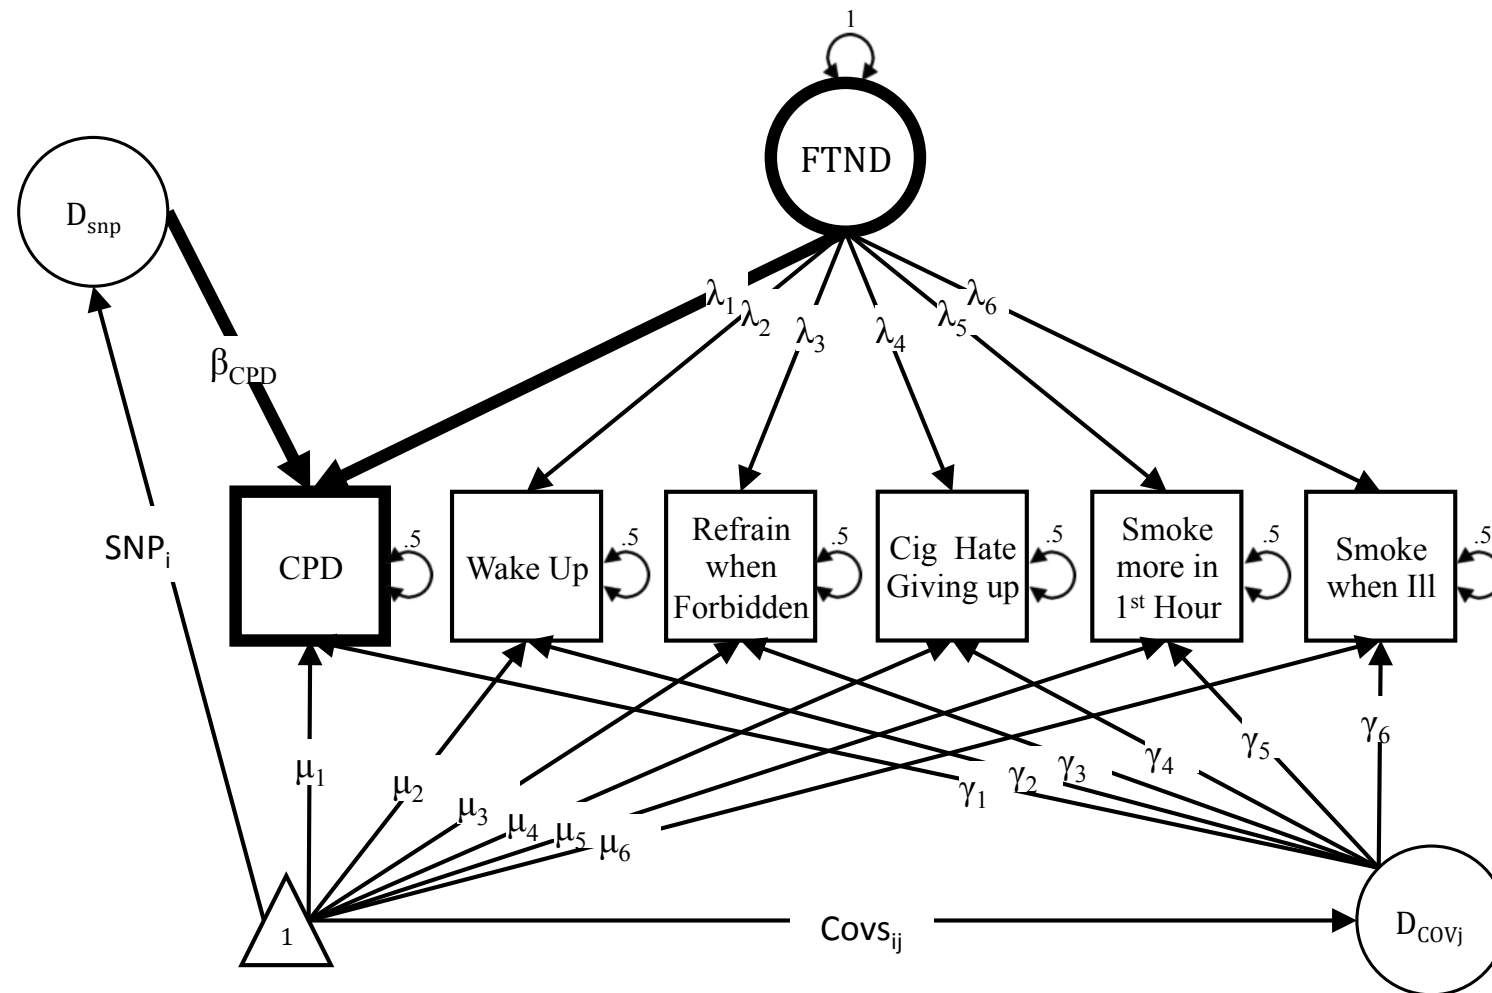 1
FTND
D_snp
λ₁
λ₂
λ₃
λ₄
λ₅
λ₆
β_CPD
SNP_i
CPD
.5
Wake Up
.5
Refrain
when
Forbidden
.5
Cig Hate
Giving up
.5
Smoke
more in
1st Hour
.5
Smoke
when Ill
.5
μ₁
μ₂
μ₃
μ₄
μ₅
μ₆
γ₁
γ₂
γ₃
γ₄
γ₅
γ₆
1
Covs_ij
D_COVj